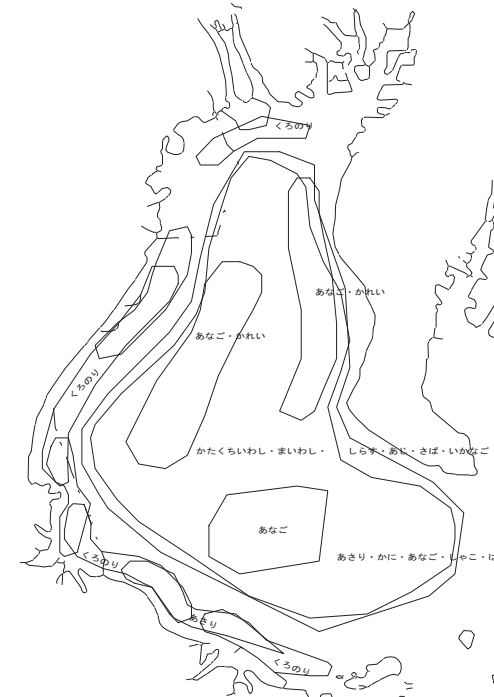 くろのり
あなご・かれい
あなご・かれい
くろのり
かたくちいわし・まいわし・
しらす・あじ・さば・いかなご
あなご
あさり・かに・あなご・しゃこ・は
くろのり
あさり
くろのり